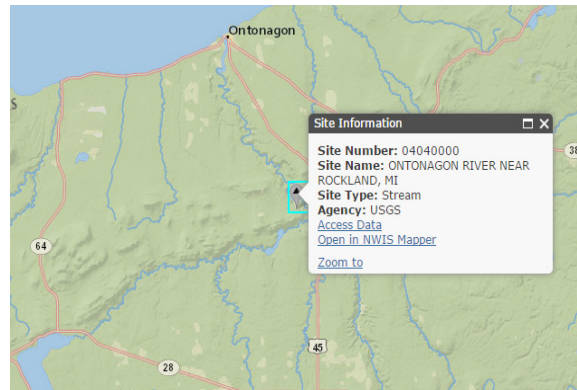 Ontonagon
S
Site Information
Site Number: 04040000
Site Name: ONTONAGON RIVER NEAR
ROCKLAND, MI
Site Type: Stream
Agency: USGS
Access Data
Open in NWIS Mapper
Zoom to
38
64
45
28